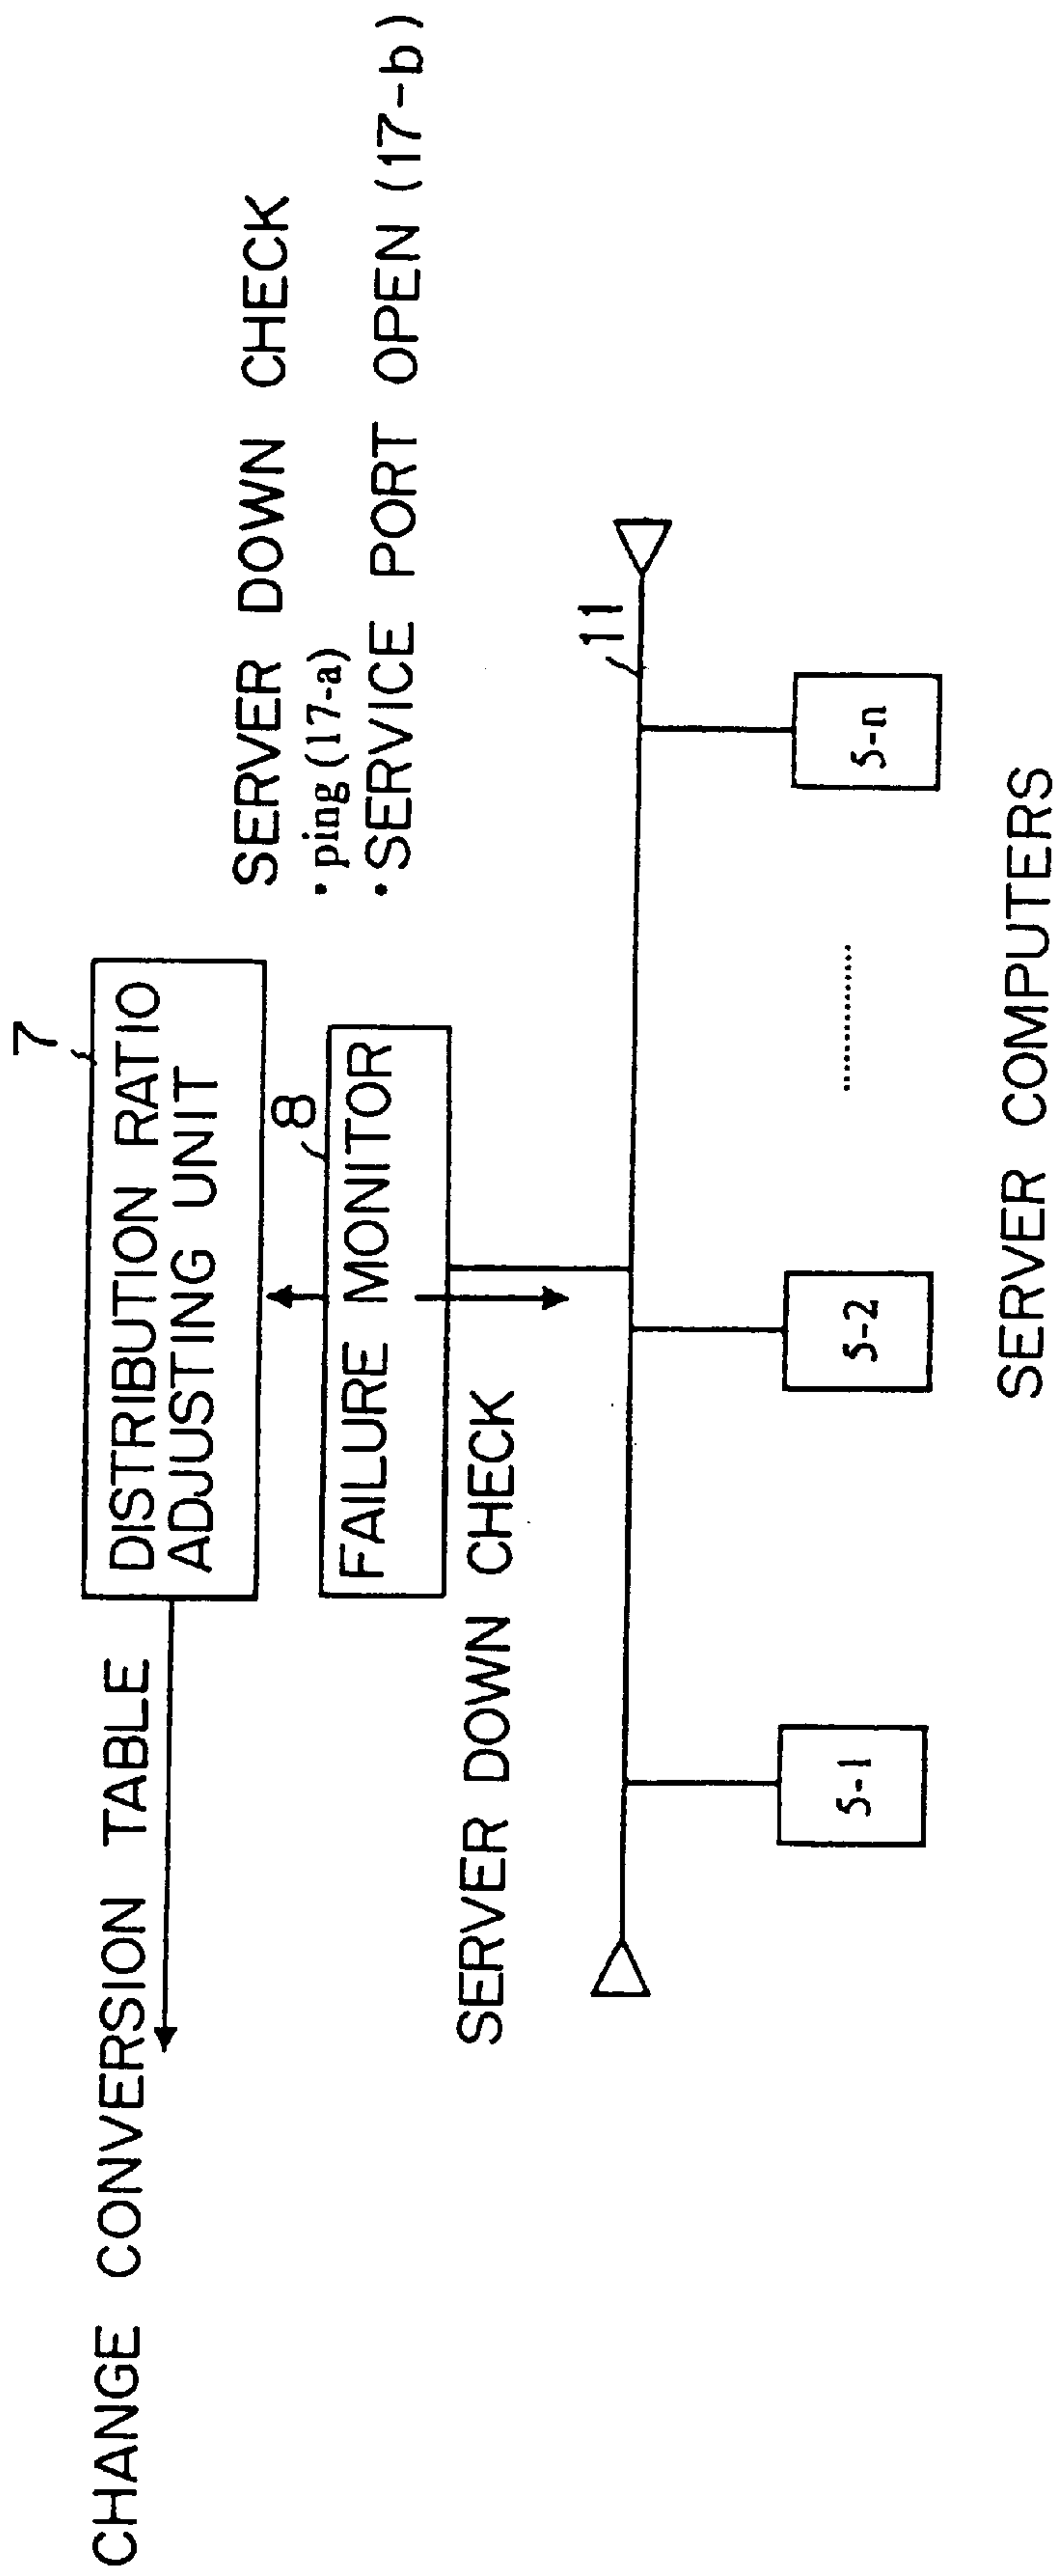 7
DISTRIBUTION RATIO
ADJUSTING UNIT
CHANGE CONVERSION TABLE
8
FAILURE MONITOR
SERVER DOWN CHECK
• ping (17-a)
• SERVICE PORT OPEN (17-b)
SERVER DOWN CHECK
11
5-1
5-2
5-n
SERVER COMPUTERS